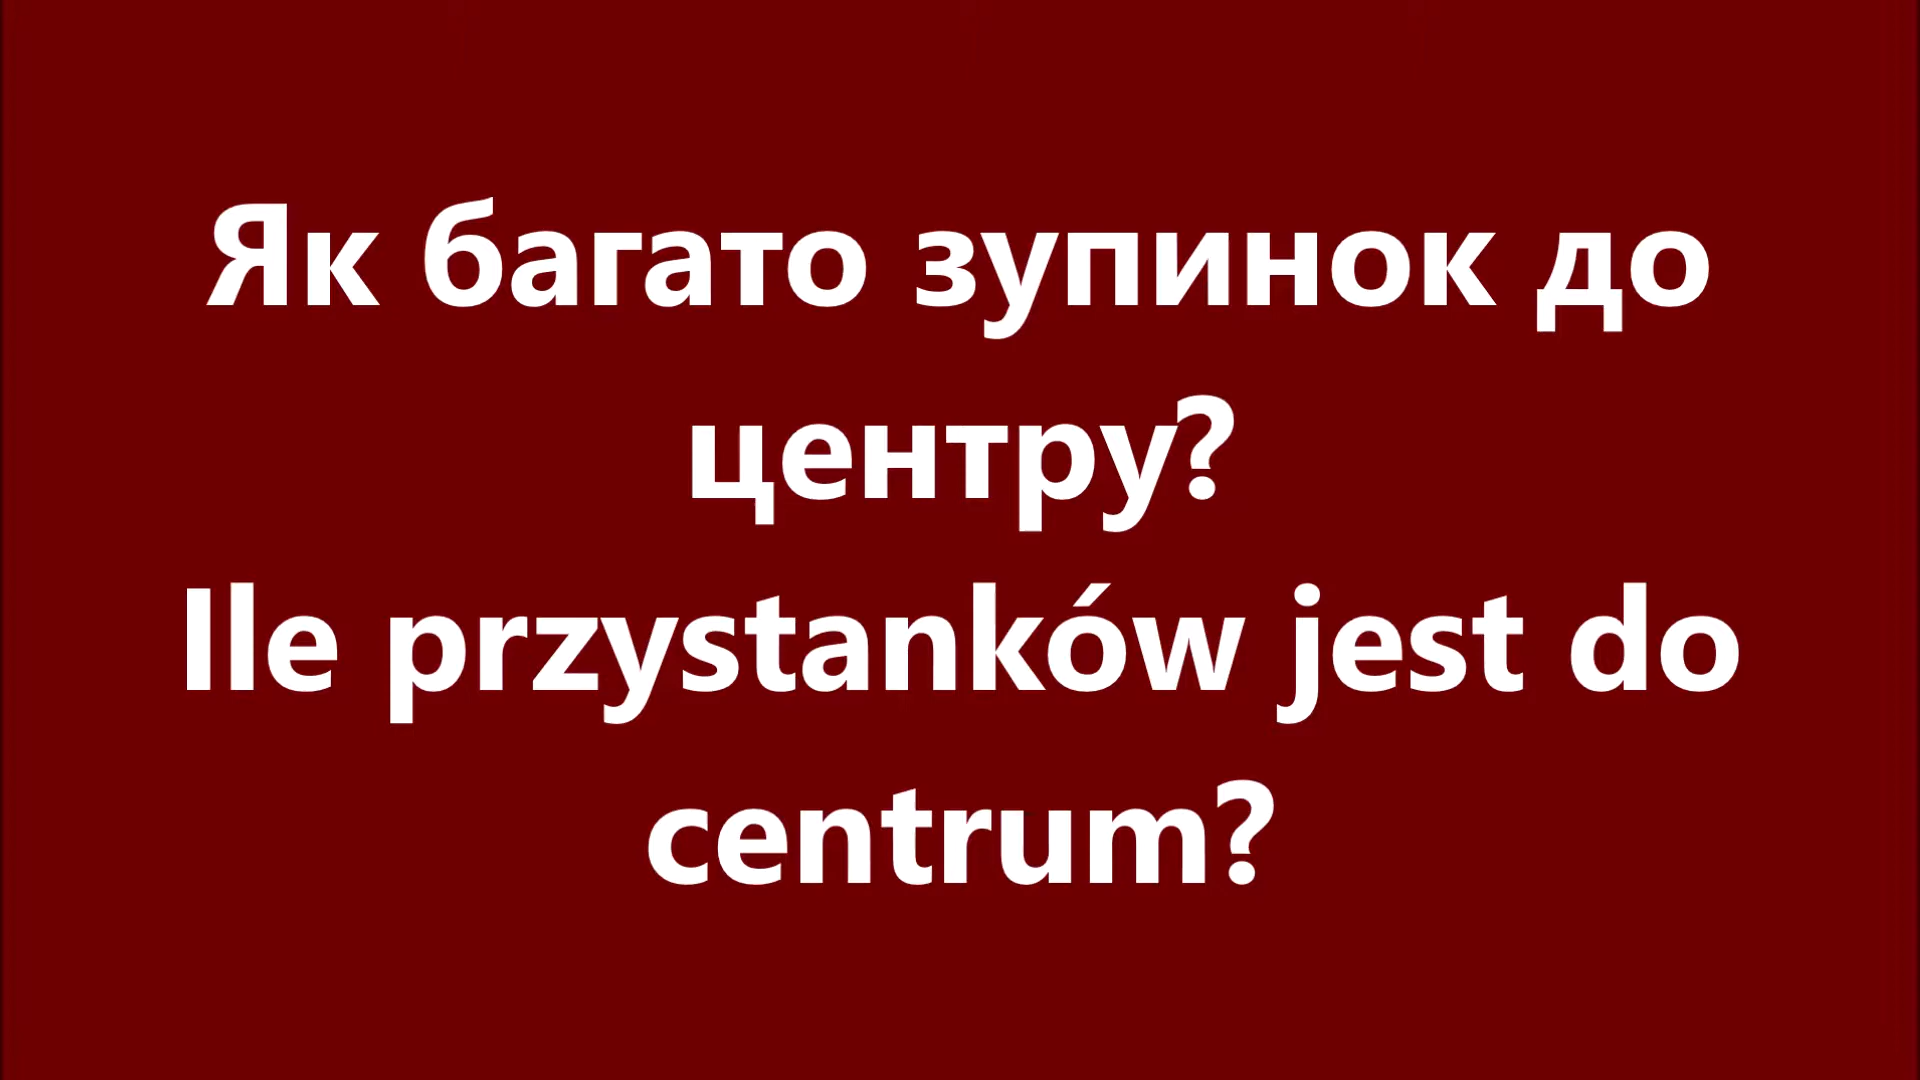 Як багато зупинок до
центру?
Ile przystanków jest do
centrum?